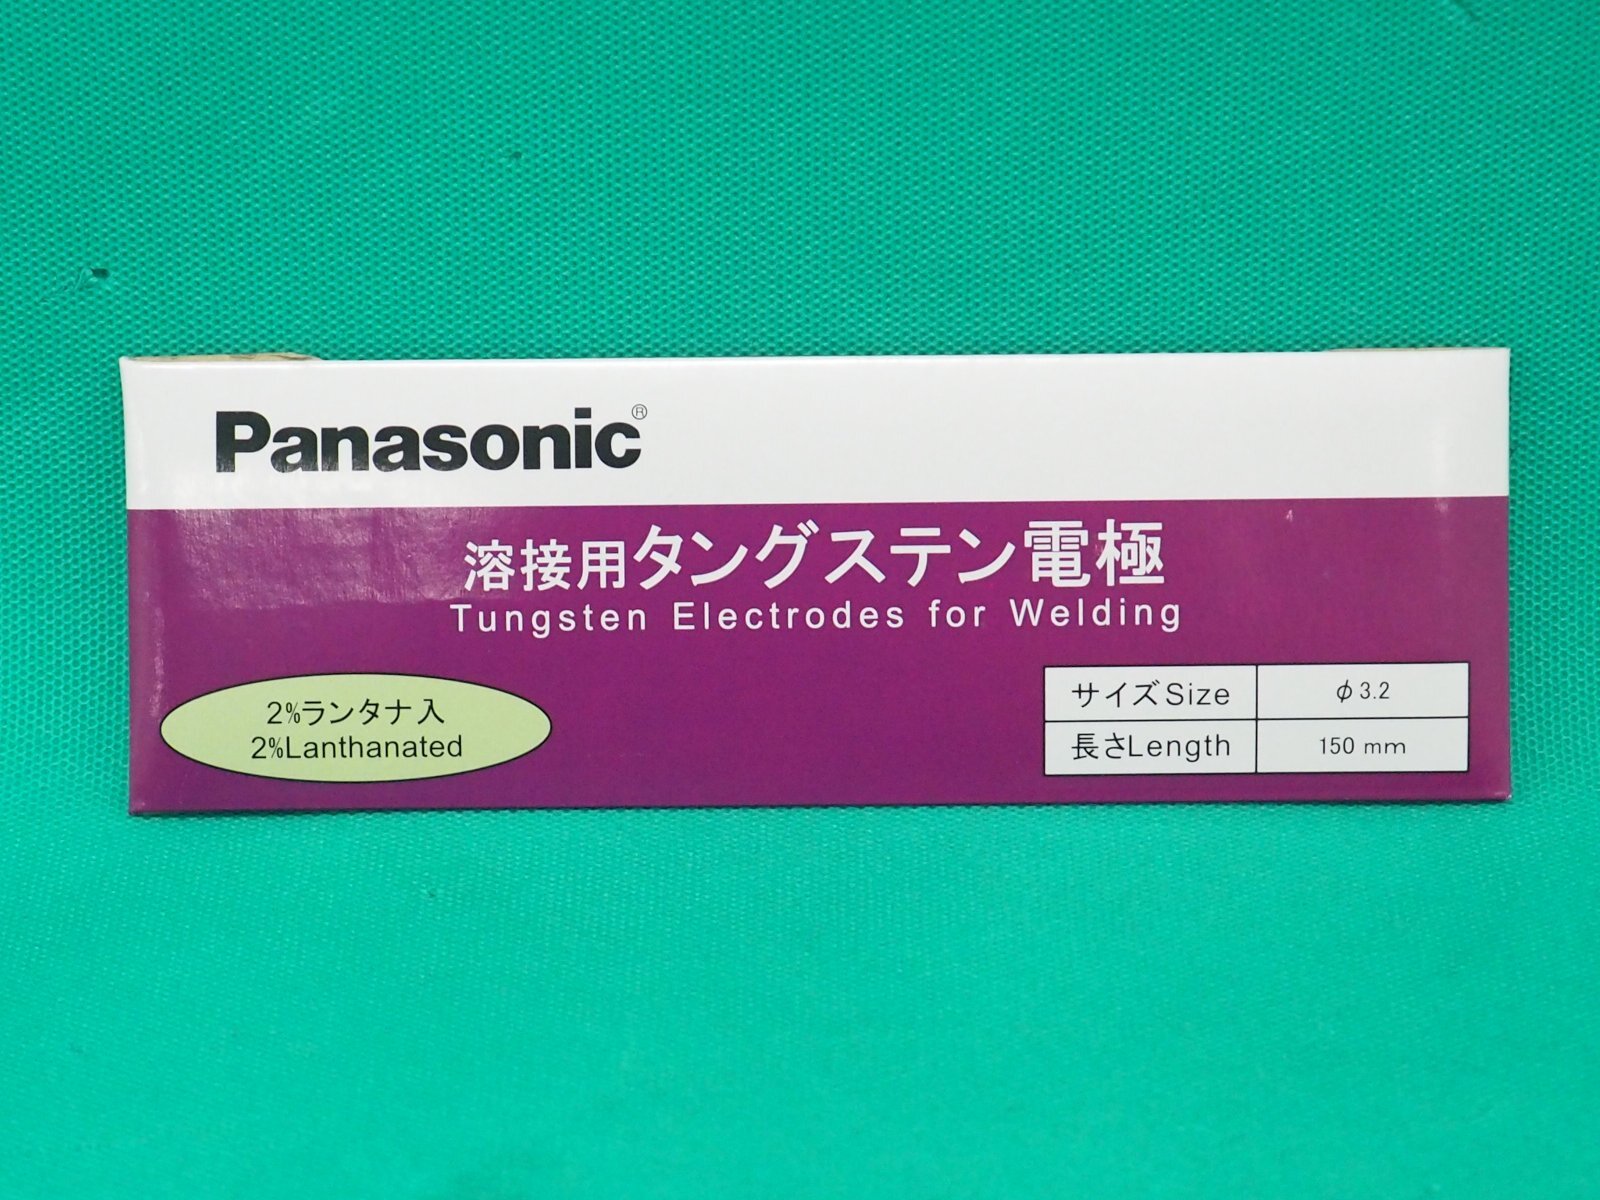 Panasonic®
溶接用タングステン電極
Tungsten Electrodes for Welding
2%ランタナ入
2%Lanthanated
サイズSize φ3.2
長さLength 150 mm